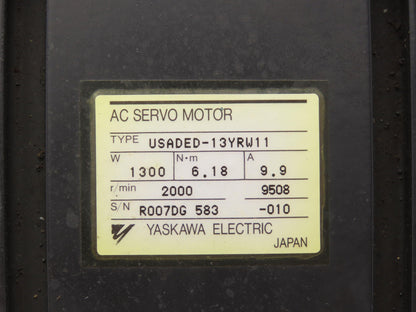 AC SERVO MOTOR
TYPE USADED-13YRW11
W 1300 N·m 6.18 A 9.9
r/min 2000 9508
S/N R007DG 583 -010
YASKAWA ELECTRIC
JAPAN